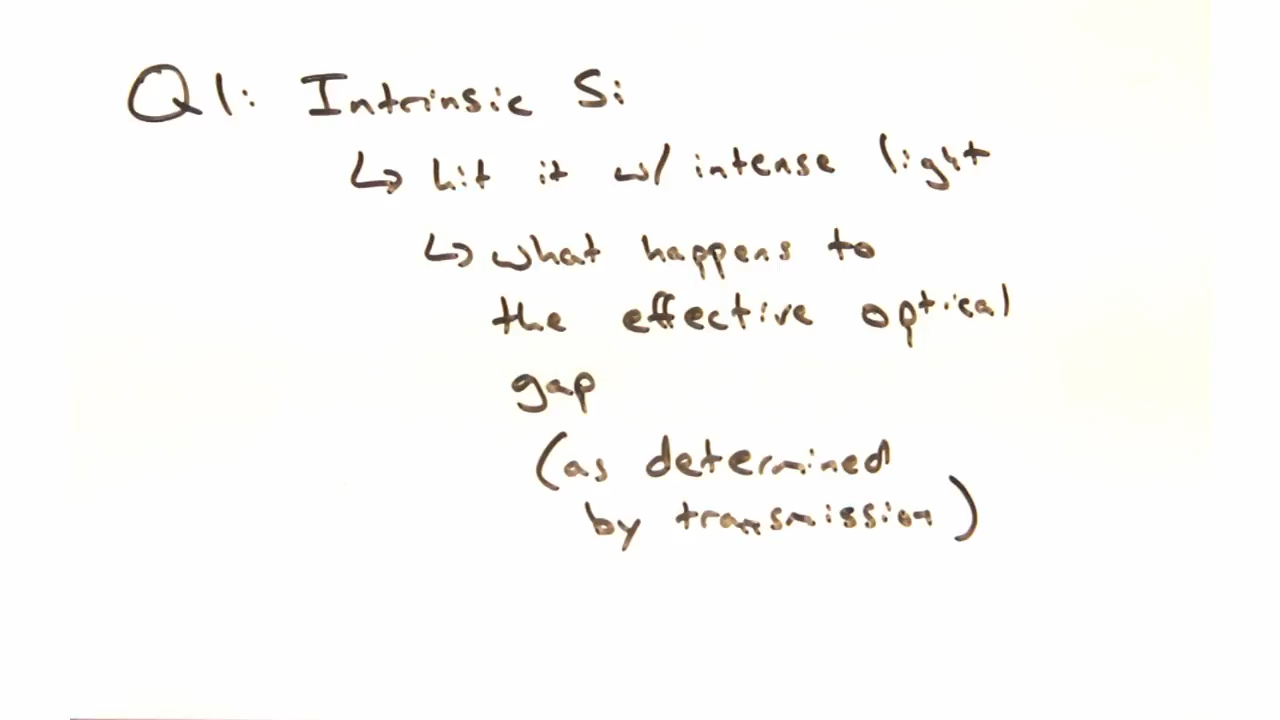 Q1: Intrinsic Si
↳ hit it w/ intense light
↳ what happens to
the effective optical
gap
(as determined
by transmission)